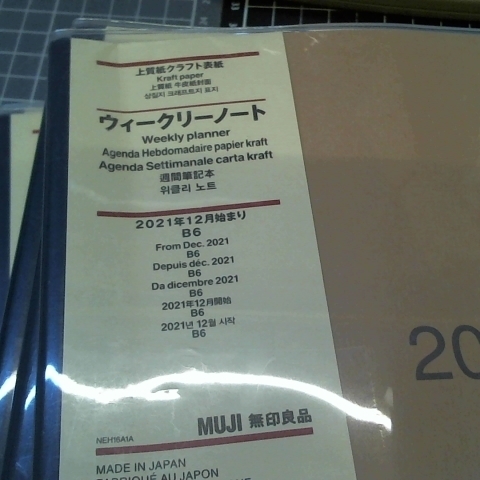 上質紙クラフト表紙
Kraft paper
上質紙 牛皮紙封面
상질지 크래프트지 표지
ウィークリーノート
Weekly planner
Agenda Hebdomadaire papier kraft
Agenda Settimanale carta kraft
週間筆記本
위클리 노트
2021年12月始まり
B6
From Dec. 2021
B6
Depuis déc. 2021
B6
Da dicembre 2021
B6
2021年12月開始
B6
2021년 12월 시작
B6
MUJI 無印良品
NEH16A1A
MADE IN JAPAN
FABRIQUÉ AU JAPON
20